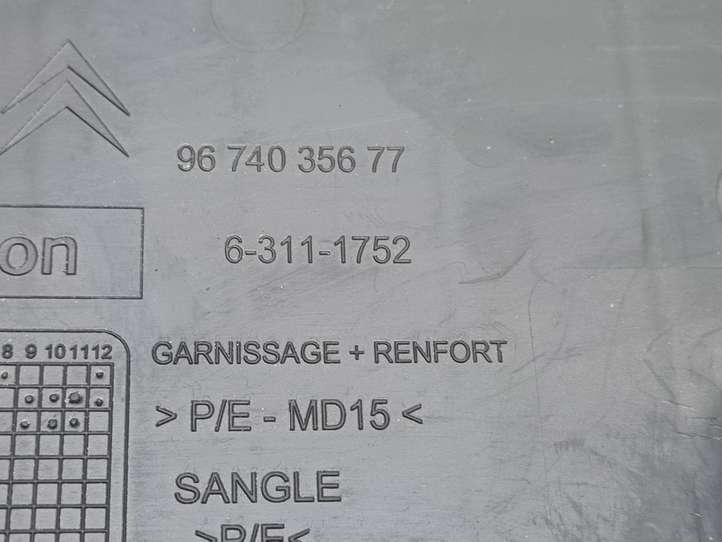 96 740 356 77
on
6-311-1752
8 9 10 11 12
GARNISSAGE + RENFORT
> P/E - MD15 <
SANGLE
>P/E<